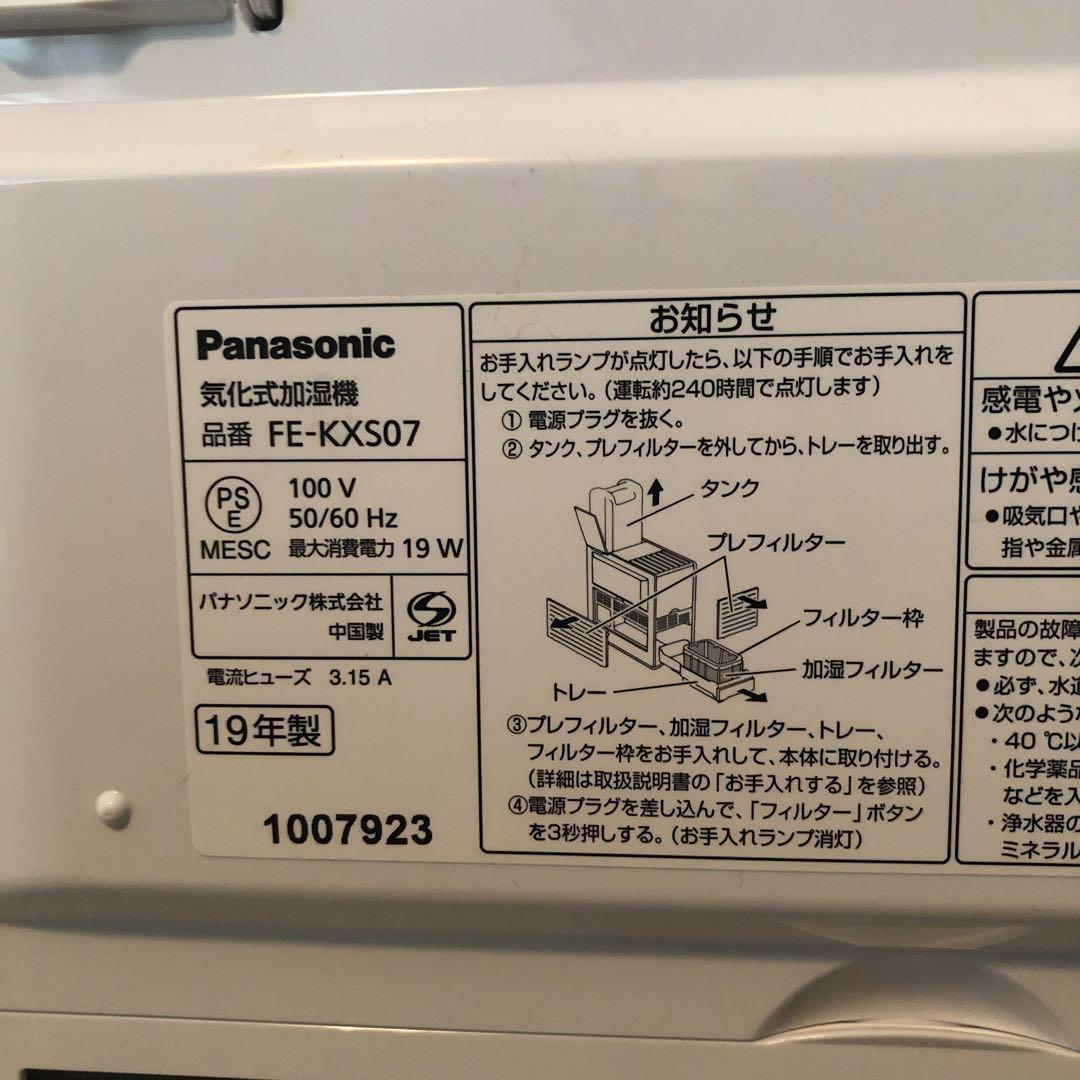 Panasonic
気化式加湿機
品番 FE-KXS07
PS
E
MESC
100 V
50/60 Hz
最大消費電力 19 W
パナソニック株式会社
中国製
JET
電流ヒューズ 3.15 A
19年製
1007923
お知らせ
お手入れランプが点灯したら、以下の手順でお手入れを
してください。(運転約240時間で点灯します)
① 電源プラグを抜く。
② タンク、プレフィルターを外してから、トレーを取り出す。
タンク
プレフィルター
フィルター枠
加湿フィルター
トレー
③プレフィルター、加湿フィルター、トレー、
フィルター枠をお手入れして、本体に取り付ける。
(詳細は取扱説明書の「お手入れする」を参照)
④電源プラグを差し込んで、「フィルター」ボタン
を3秒押しする。(お手入れランプ消灯)
感電や
●水につけ
けがや感
●吸気口や
指や金属
製品の故障
ますので、次
●必ず、水道
●次のような
・40 ℃以
・化学薬品
などを入
・浄水器の
ミネラル